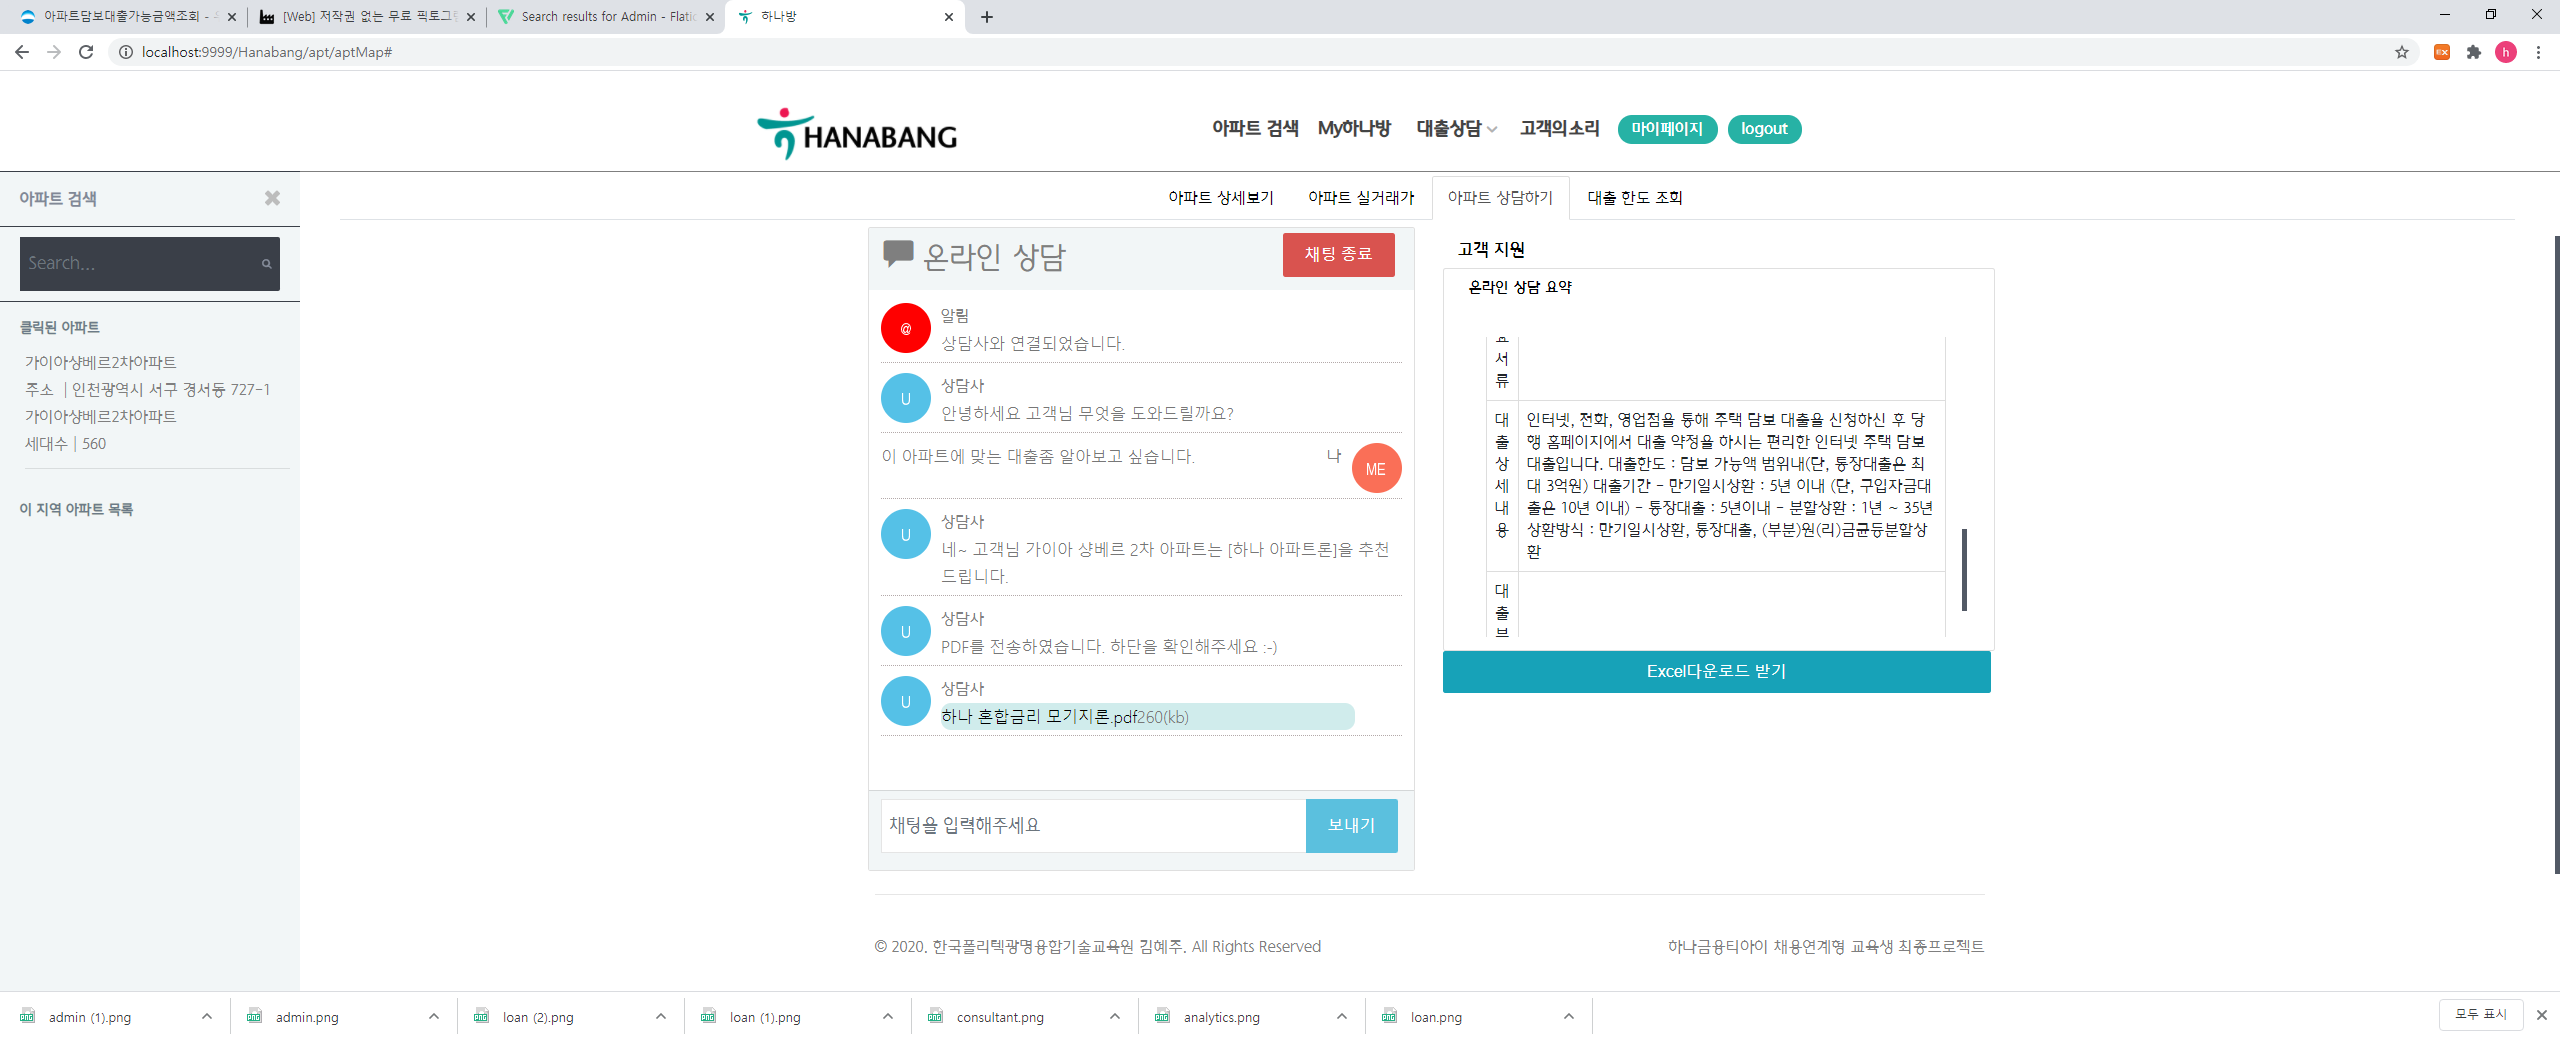 아파트담보대출가능금액조회 -
[Web] 저작권 없는 무료 픽토그
Search results for Admin - Flatic
하나방
localhost:9999/Hanabang/apt/aptMap#
EX
h
HANABANG
아파트 검색
My하나방
대출상담
고객의소리
마이페이지
logout
아파트 검색
Search...
클릭된 아파트
가이아샹베르2차아파트
주소 | 인천광역시 서구 경서동 727-1
가이아샹베르2차아파트
세대수 | 560
이 지역 아파트 목록
아파트 상세보기
아파트 실거래가
아파트 상담하기
대출 한도 조회
온라인 상담
채팅 종료
@
알림
상담사와 연결되었습니다.
U
상담사
안녕하세요 고객님 무엇을 도와드릴까요?
이 아파트에 맞는 대출좀 알아보고 싶습니다.
나
ME
U
상담사
네~ 고객님 가이아 샹베르 2차 아파트는 [하나 아파트론]을 추천
드립니다.
U
상담사
PDF를 전송하였습니다. 하단을 확인해주세요 :-)
U
상담사
하나 혼합금리 모기지론.pdf260(kb)
채팅을 입력해주세요
보내기
고객 지원
온라인 상담 요약
요
서
류
대
출
상
세
내
용
인터넷, 전화, 영업점을 통해 주택 담보 대출을 신청하신 후 당
행 홈페이지에서 대출 약정을 하시는 편리한 인터넷 주택 담보
대출입니다. 대출한도 : 담보 가능액 범위내(단, 통장대출은 최
대 3억원) 대출기간 - 만기일시상환 : 5년 이내 (단, 구입자금대
출은 10년 이내) - 통장대출 : 5년이내 - 분할상환 : 1년 ~ 35년
상환방식 : 만기일시상환, 통장대출, (부분)원(리)금균등분할상
환
대
출
부
Excel다운로드 받기
© 2020. 한국폴리텍광명융합기술교육원 김예주. All Rights Reserved
하나금융티아이 채용연계형 교육생 최종프로젝트
admin (1).png
admin.png
loan (2).png
loan (1).png
consultant.png
analytics.png
loan.png
모두 표시